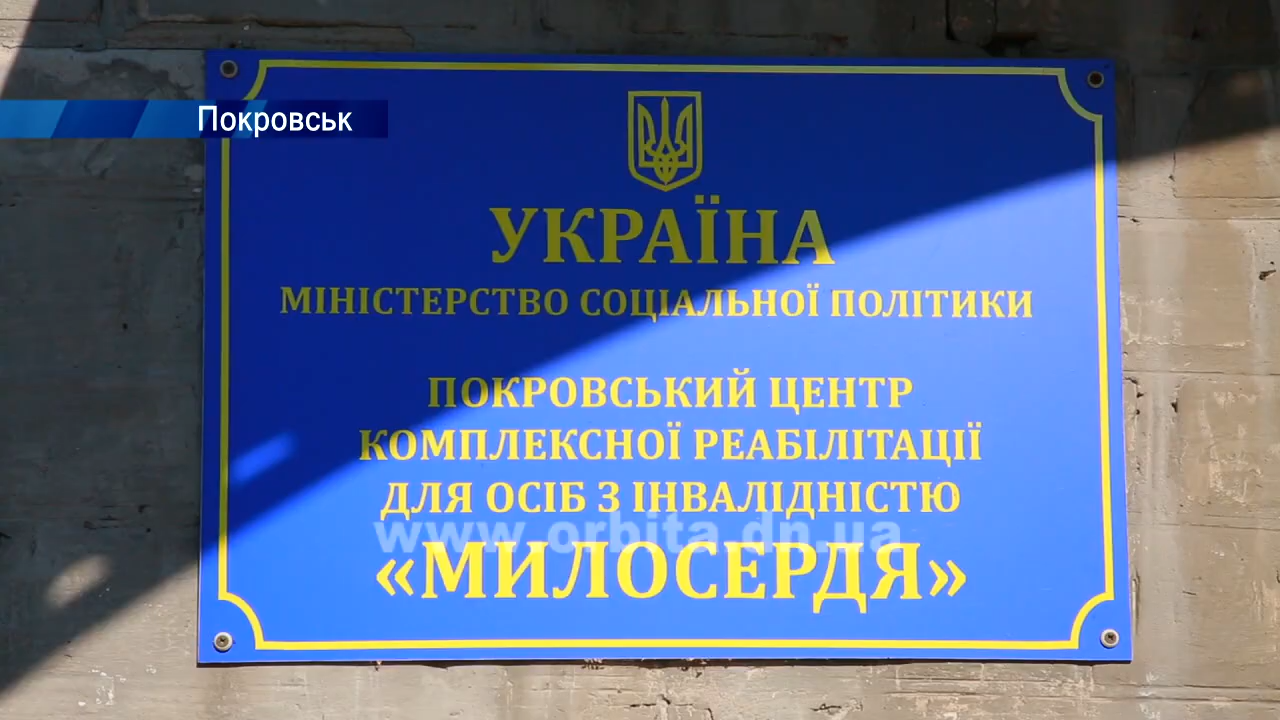 Покровськ
УКРАЇНА
МІНІСТЕРСТВО СОЦІАЛЬНОЇ ПОЛІТИКИ
ПОКРОВСЬКИЙ ЦЕНТР
КОМПЛЕКСНОЇ РЕАБІЛІТАЦІЇ
ДЛЯ ОСІБ З ІНВАЛІДНІСТЮ
www.orbita.dn.ua
«МИЛОСЕРДЯ»